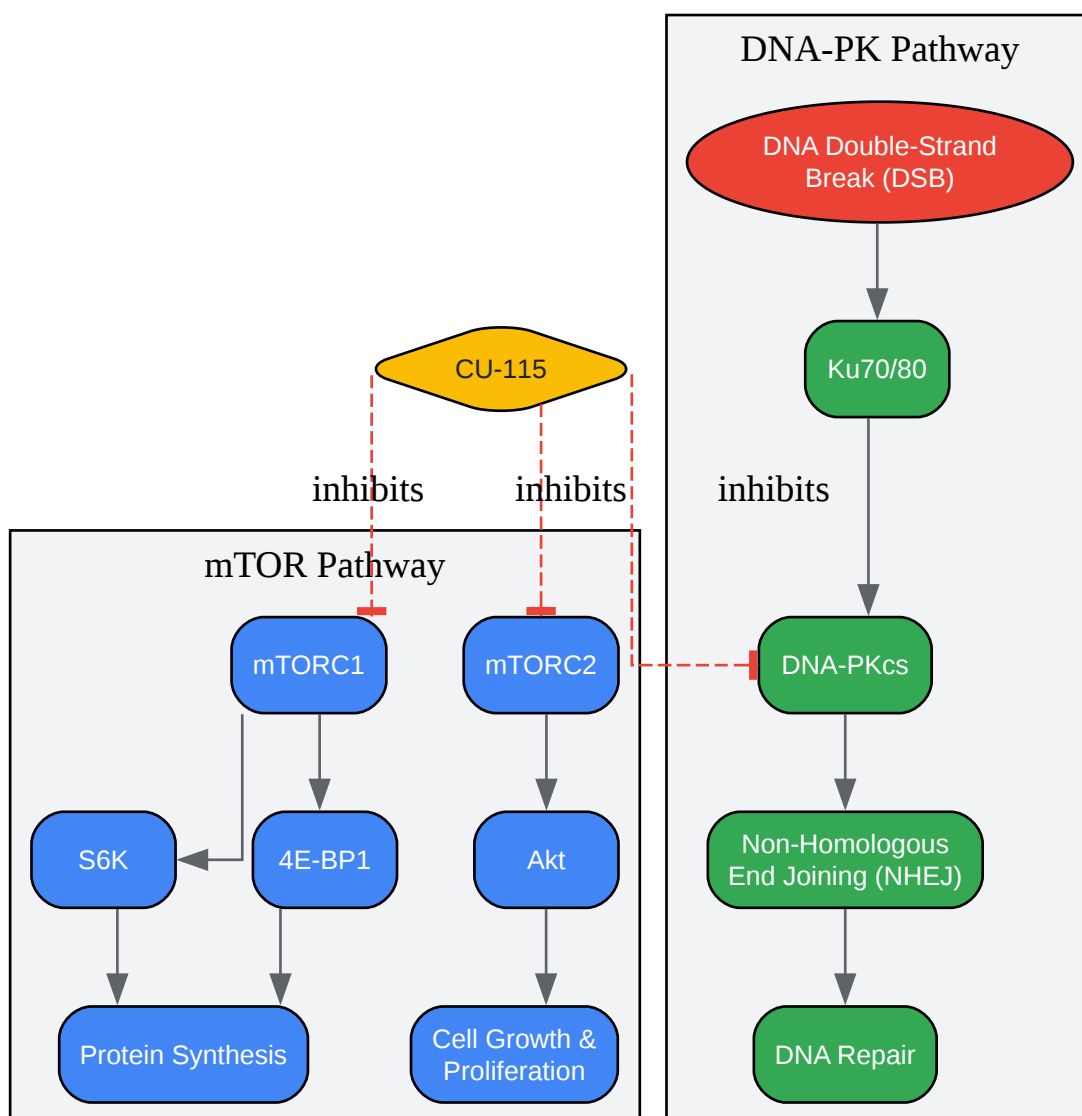 DNA-PK Pathway
DNA Double-Strand
Break (DSB)
Ku70/80
CU-115
inhibits
inhibits
inhibits
mTOR Pathway
mTORC1
mTORC2
DNA-PKcs
S6K
4E-BP1
Akt
Non-Homologous
End Joining (NHEJ)
Protein Synthesis
Cell Growth &
Proliferation
DNA Repair